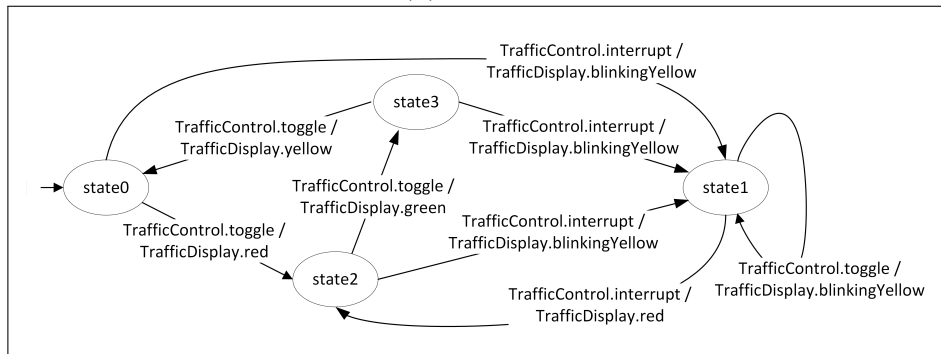 TrafficControl.interrupt /
TrafficDisplay.blinkingYellow
state3
TrafficControl.toggle /
TrafficDisplay.yellow
TrafficControl.interrupt /
TrafficDisplay.blinkingYellow
state0
TrafficControl.toggle /
TrafficDisplay.green
state1
TrafficControl.toggle /
TrafficDisplay.red
TrafficControl.interrupt /
TrafficDisplay.blinkingYellow
state2
TrafficControl.toggle /
TrafficDisplay.blinkingYellow
TrafficControl.interrupt /
TrafficDisplay.red